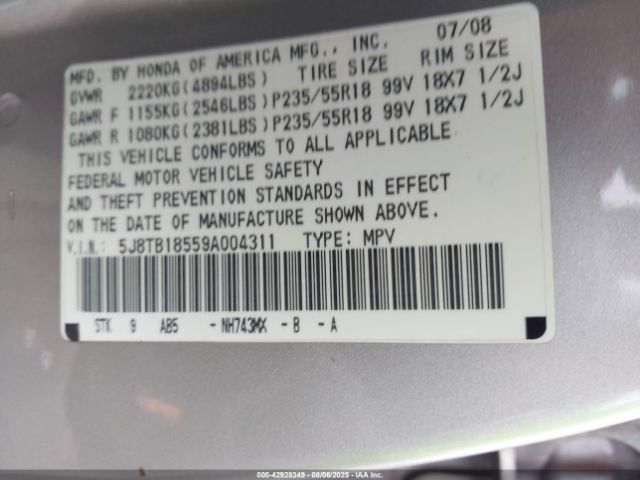 MFD. BY HONDA OF AMERICA MFG., INC. 07/08
GVWR 2220KG(4894LBS) TIRE SIZE RIM SIZE
GAWR F 1155KG(2546LBS)P235/55R18 99V 18X7 1/2J
GAWR R 1080KG(2381LBS)P235/55R18 99V 18X7 1/2J
THIS VEHICLE CONFORMS TO ALL APPLICABLE
FEDERAL MOTOR VEHICLE SAFETY
AND THEFT PREVENTION STANDARDS IN EFFECT
ON THE DATE OF MANUFACTURE SHOWN ABOVE.
V.I.N. 5J8TB18559A004311 TYPE: MPV
STK 9 AB5 -NH743MX -B -A
000-42928349 - 08/06/2025 - IAAI.COM